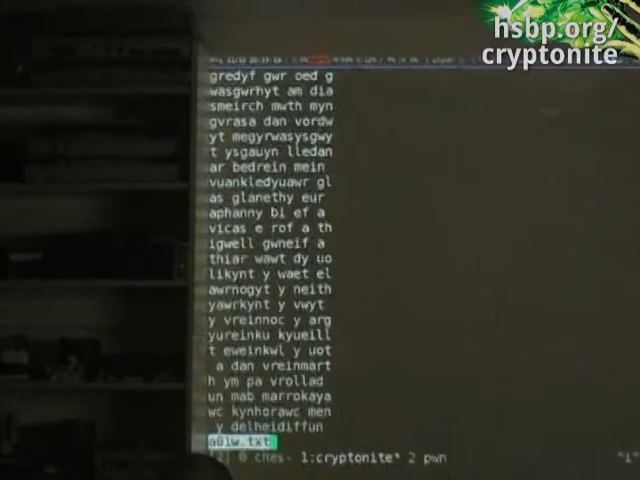 hsbp.org/
cryptonite
gredyf gwr oed g
wasgwrhyt am dia
smeirch mwth myn
gvrasa dan vordw
yt megyrwasysgwy
t ysgauyn lledan
ar bedrein mein
vuankledyuawr gl
as glanethy eur
aphanny bi ef a
vicas e rof a th
igwell gwneif a
thiar wawt dy uo
likynt y waet el
awrnogyt y neith
yawrkynt y vwyt
y vreinnoc y arg
yureinku kyueill
t eweinkwl y uot
a dan vreinmart
h ym pa vrollad
un mab marrokaya
wc kynhorawc men
y delheidiffun
a01w.txt
1:cryptonite* 2 pwn